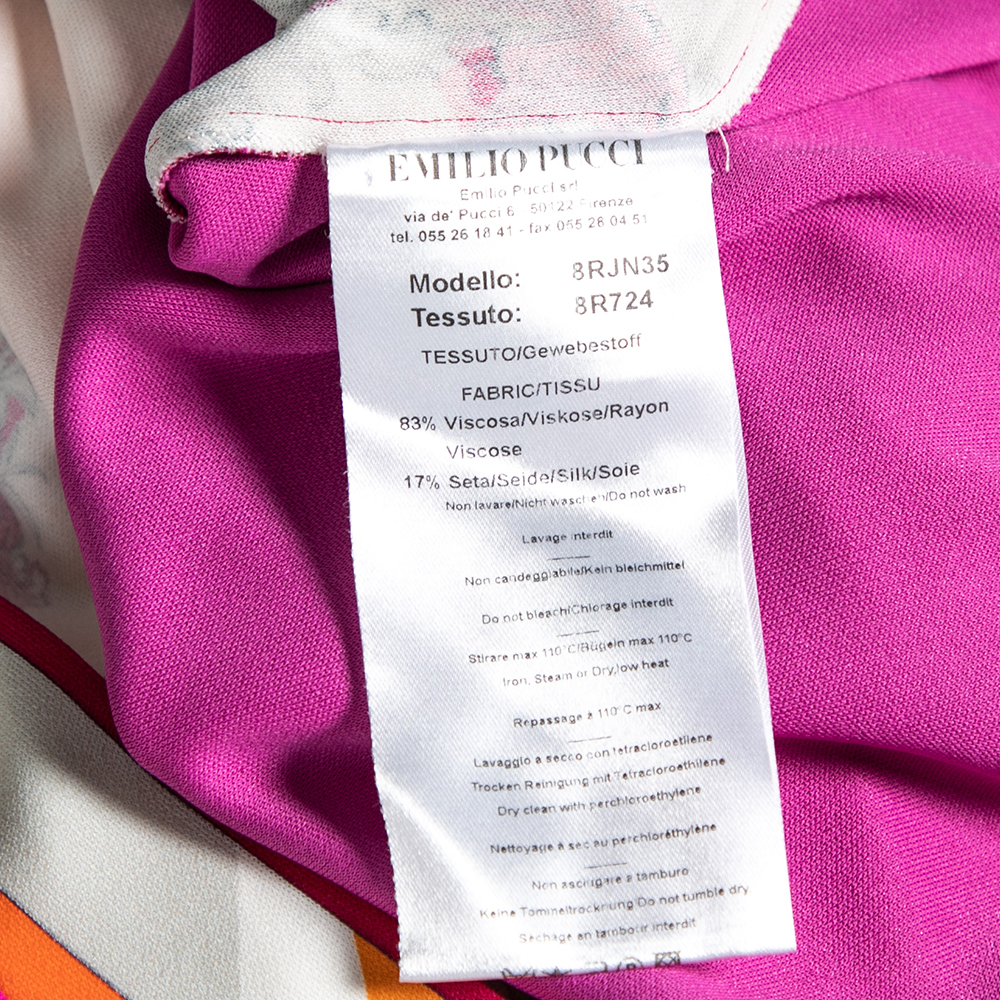 EMILIO PUCCI
Emilio Pucci srl
via de' Pucci 6 50122 Firenze
tel. 055 26 18 41 - fax 055 28 04 51
Modello: 8RJN35
Tessuto: 8R724
TESSUTO/Gewebestoff
FABRIC/TISSU
83% Viscosa/Viskose/Rayon
Viscose
17% Seta/Seide/Silk/Soie
Non lavare/Nicht waschen/Do not wash
Lavage interdit
Non candeggiabile/Kein bleichmittel
Do not bleach/Chlorage interdit
Stirare max 110°C/Bügeln max 110°C
Iron, Steam or Dry,low heat
Repassage à 110°C max
Lavaggio a secco con tetracloroetilene
Trocken Reinigung mit Tetracloroethilene
Dry clean with perchloroethylene
Nettoyage à sec au perchloréthylène
Non asciugare a tamburo
Keine Tommeltrocknung/Do not tumble dry
Séchage en tambour interdit